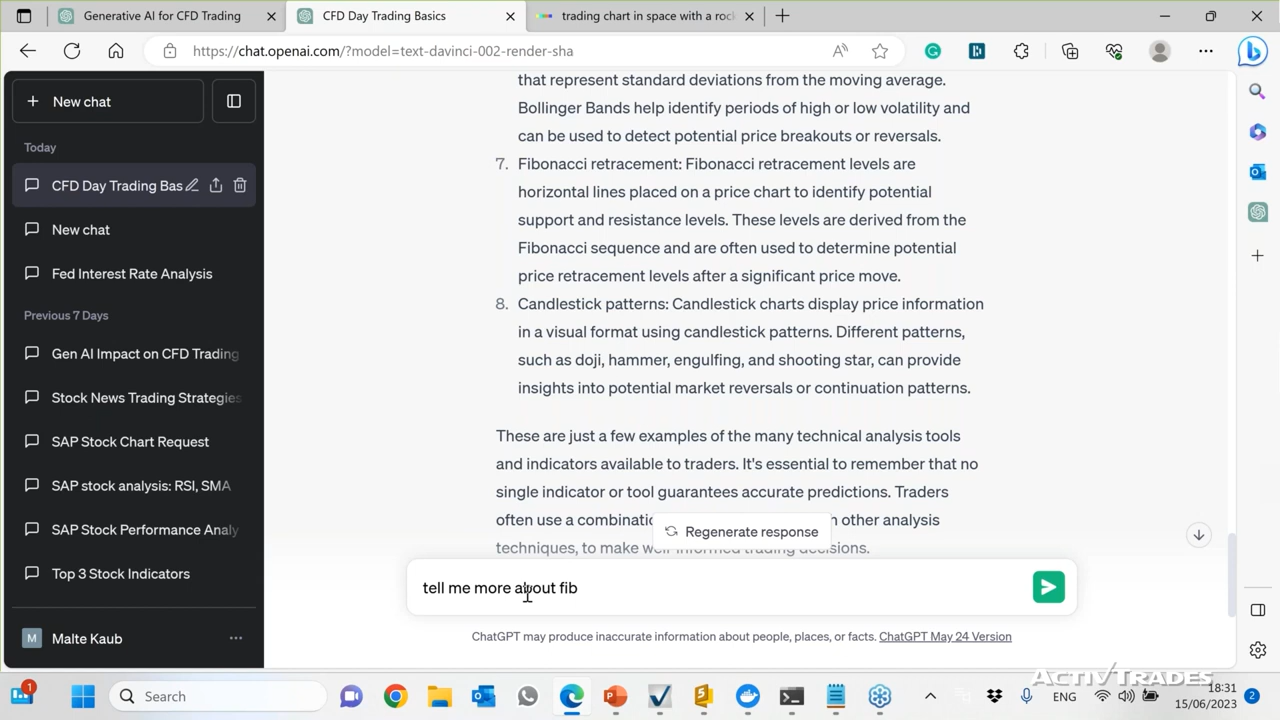 Generative AI for CFD Trading
CFD Day Trading Basics
trading chart in space with a rock
https://chat.openai.com/?model=text-davinci-002-render-sha
New chat
Today
CFD Day Trading Bas
New chat
Fed Interest Rate Analysis
Previous 7 Days
Gen AI Impact on CFD Trading
Stock News Trading Strategies
SAP Stock Chart Request
SAP stock analysis: RSI, SMA
SAP Stock Performance Analy
Top 3 Stock Indicators
M Malte Kaub
that represent standard deviations from the moving average.
Bollinger Bands help identify periods of high or low volatility and
can be used to detect potential price breakouts or reversals.
7. Fibonacci retracement: Fibonacci retracement levels are
horizontal lines placed on a price chart to identify potential
support and resistance levels. These levels are derived from the
Fibonacci sequence and are often used to determine potential
price retracement levels after a significant price move.
8. Candlestick patterns: Candlestick charts display price information
in a visual format using candlestick patterns. Different patterns,
such as doji, hammer, engulfing, and shooting star, can provide
insights into potential market reversals or continuation patterns.
These are just a few examples of the many technical analysis tools
and indicators available to traders. It's essential to remember that no
single indicator or tool guarantees accurate predictions. Traders
often use a combinatio n other analysis
Regenerate response
techniques, to make well-informed trading decisions.
tell me more about fib
ChatGPT may produce inaccurate information about people, places, or facts. ChatGPT May 24 Version
ACTIVTRADES
1
Search
ENG
18:31
15/06/2023
2